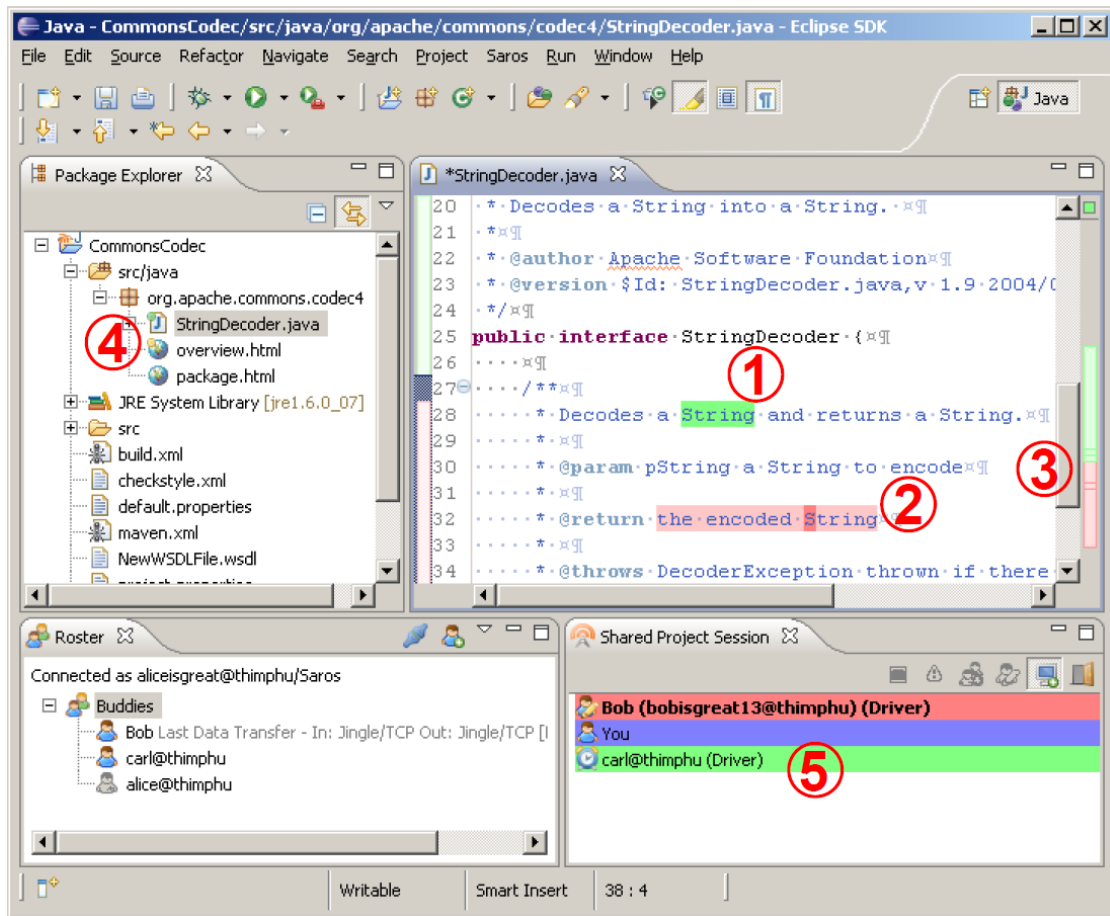 Java - CommonsCodec/src/java/org/apache/commons/codec4/StringDecoder.java - Eclipse SDK
File Edit Source Refactor Navigate Search Project Saros Run Window Help
Java
Package Explorer
CommonsCodec
src/java
org.apache.commons.codec4
StringDecoder.java
overview.html
package.html
JRE System Library [jre1.6.0_07]
src
build.xml
checkstyle.xml
default.properties
maven.xml
NewWSDLFile.wsdl
4
*StringDecoder.java
20 ·*·Decodes·a·String·into·a·String.·¤¶
21 ·*¤¶
22 ·*·@author·Apache·Software·Foundation¤¶
23 ·*·@version·$Id:·StringDecoder.java,v·1.9·2004/0
24 ·*/¤¶
25 public·interface·StringDecoder·{¤¶
26 ····¤¶
27 ····/**¤¶
28 ·····*·Decodes·a·String·and·returns·a·String.¤¶
29 ·····*·¤¶
30 ·····*·@param·pString·a·String·to·encode¤¶
31 ·····*·¤¶
32 ·····*·@return·the·encoded·String¤¶
33 ·····*·¤¶
34 ·····*·@throws·DecoderException·thrown·if·there
1
2
3
Roster
Connected as aliceisgreat@thimphu/Saros
Buddies
Bob Last Data Transfer - In: Jingle/TCP Out: Jingle/TCP [
carl@thimphu
alice@thimphu
Shared Project Session
Bob (bobisgreat13@thimphu) (Driver)
You
carl@thimphu (Driver)
5
Writable Smart Insert 38 : 4